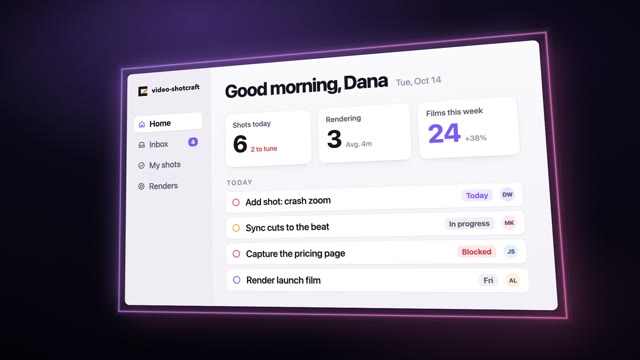 video-shotcraft
Home
Inbox 4
My shots
Renders
Good morning, Dana Tue, Oct 14
Shots today
6 2 to tune
Rendering
3 Avg. 4m
Films this week
24 +38%
TODAY
Add shot: crash zoom Today DW
Sync cuts to the beat In progress MK
Capture the pricing page Blocked JS
Render launch film Fri AL